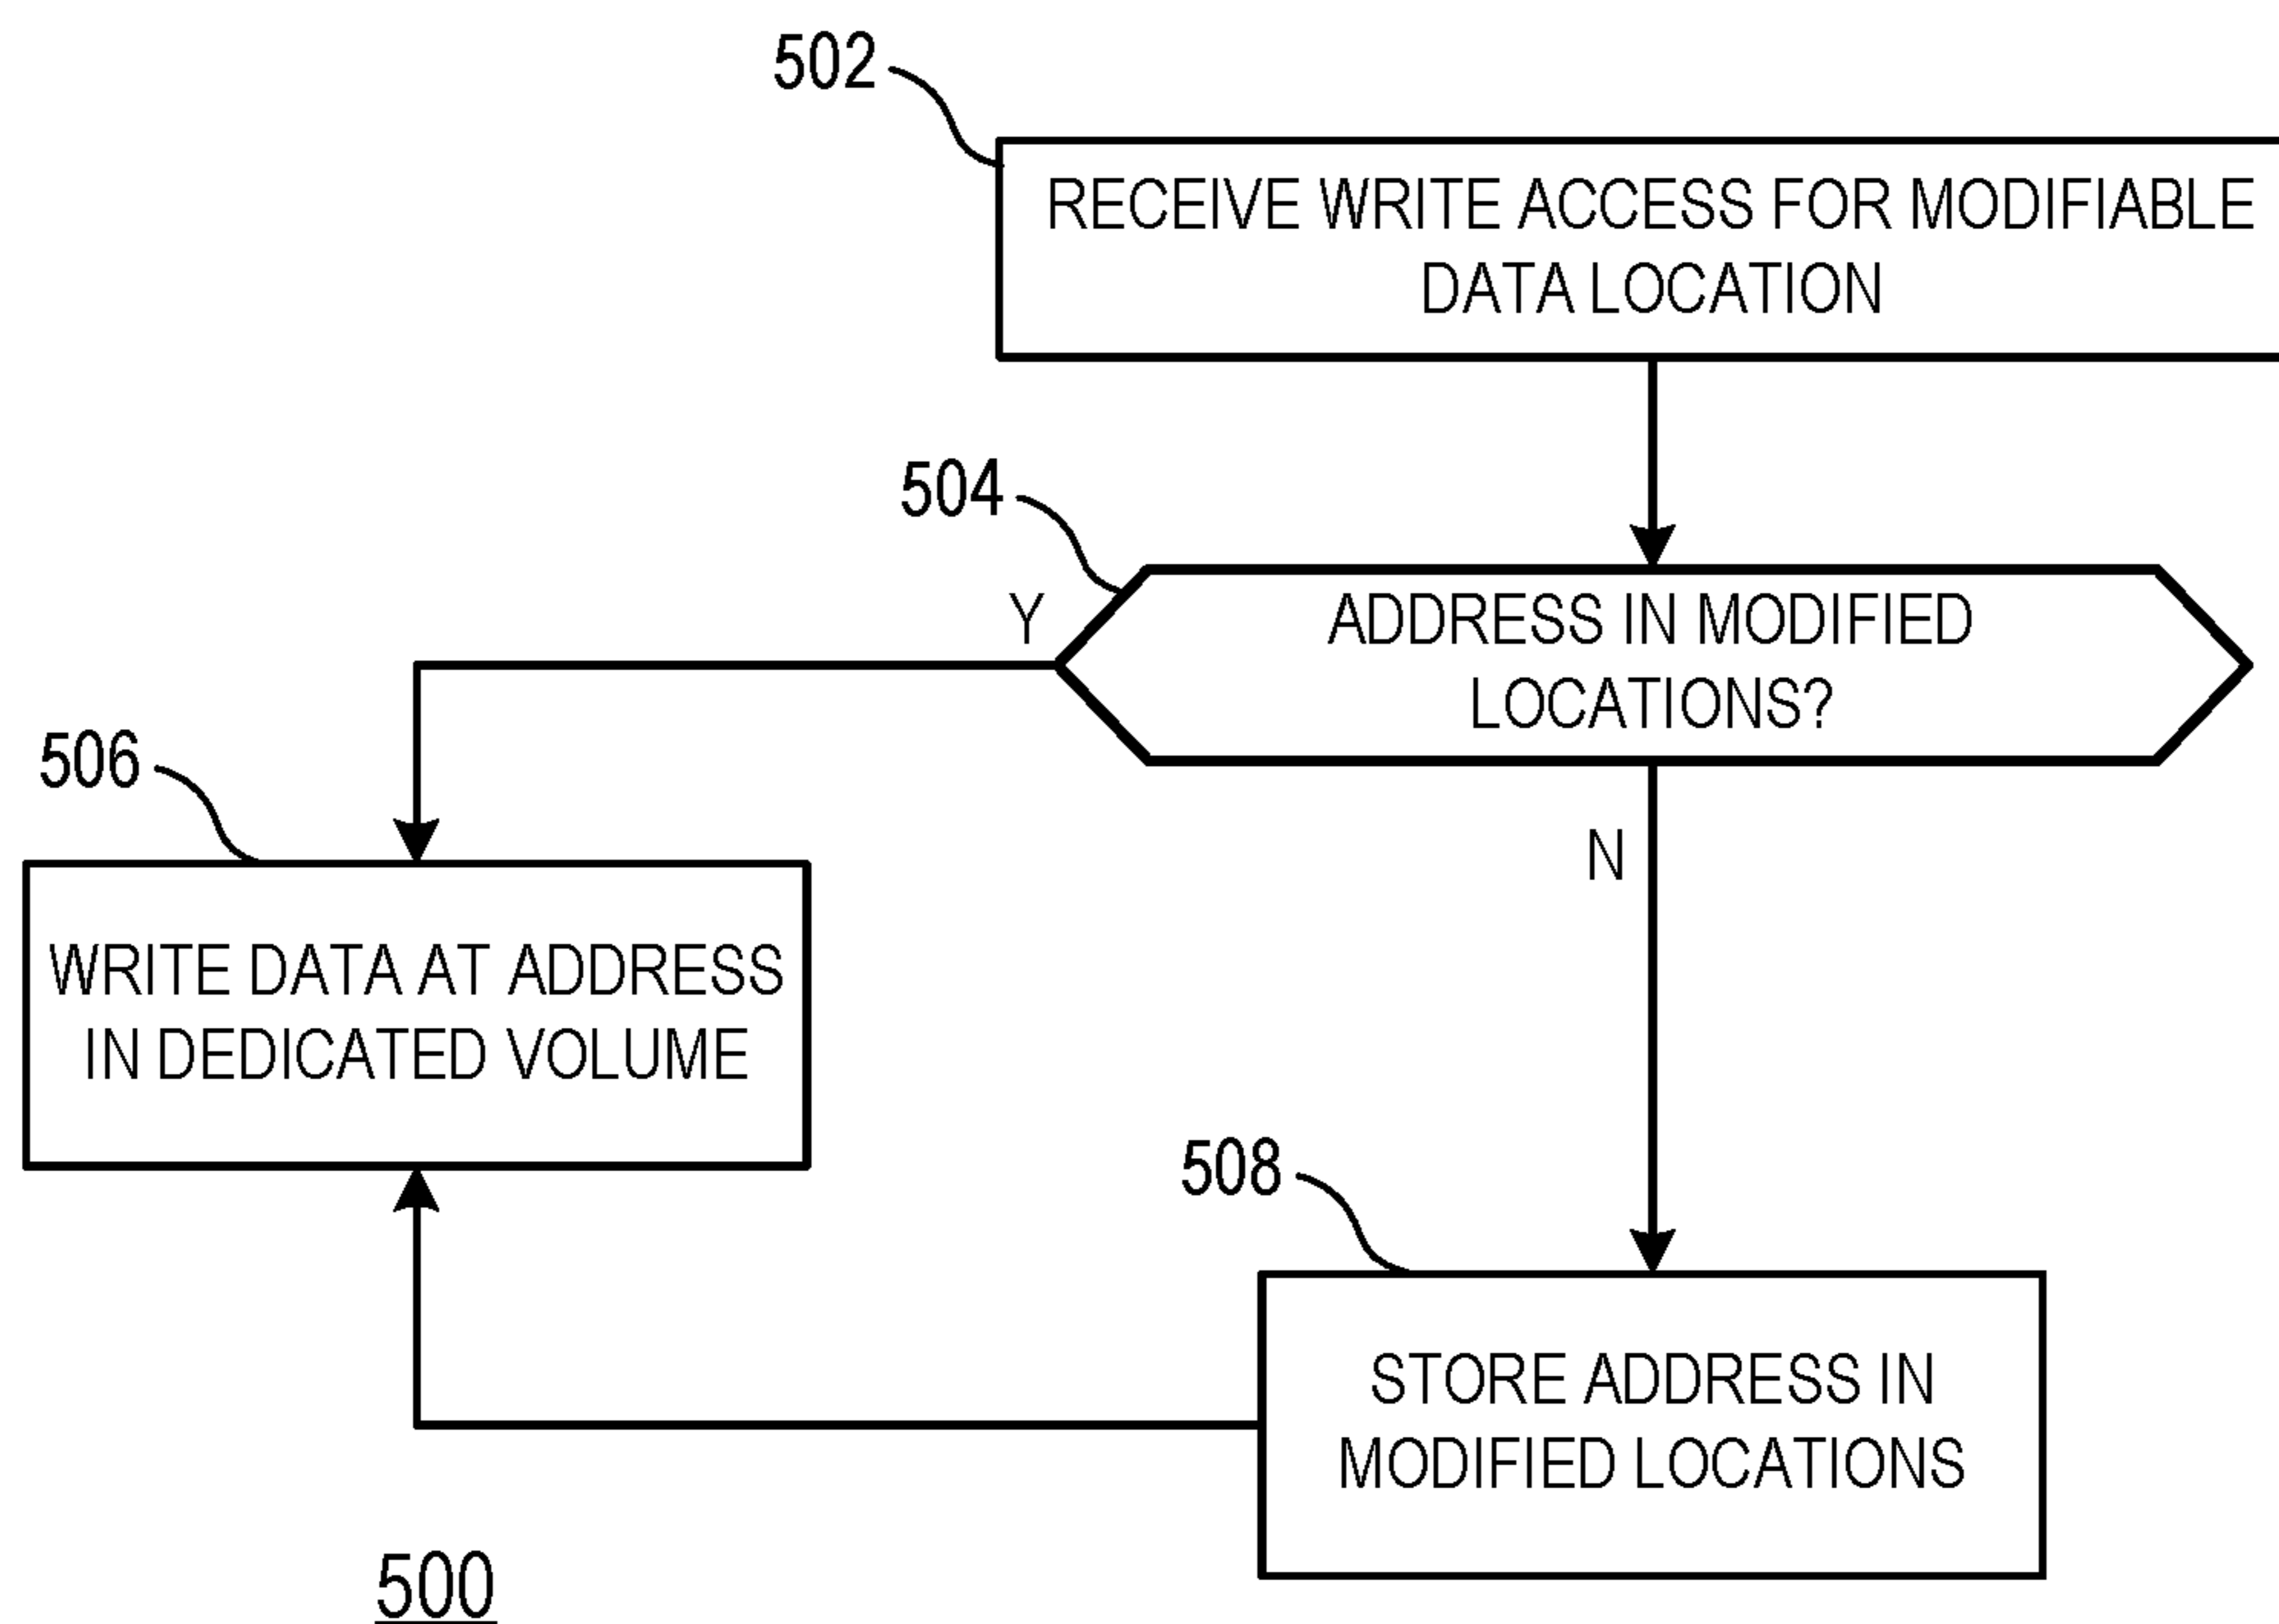 502
RECEIVE WRITE ACCESS FOR MODIFIABLE
DATA LOCATION
504
Y
ADDRESS IN MODIFIED
LOCATIONS?
N
506
WRITE DATA AT ADDRESS
IN DEDICATED VOLUME
508
STORE ADDRESS IN
MODIFIED LOCATIONS
500